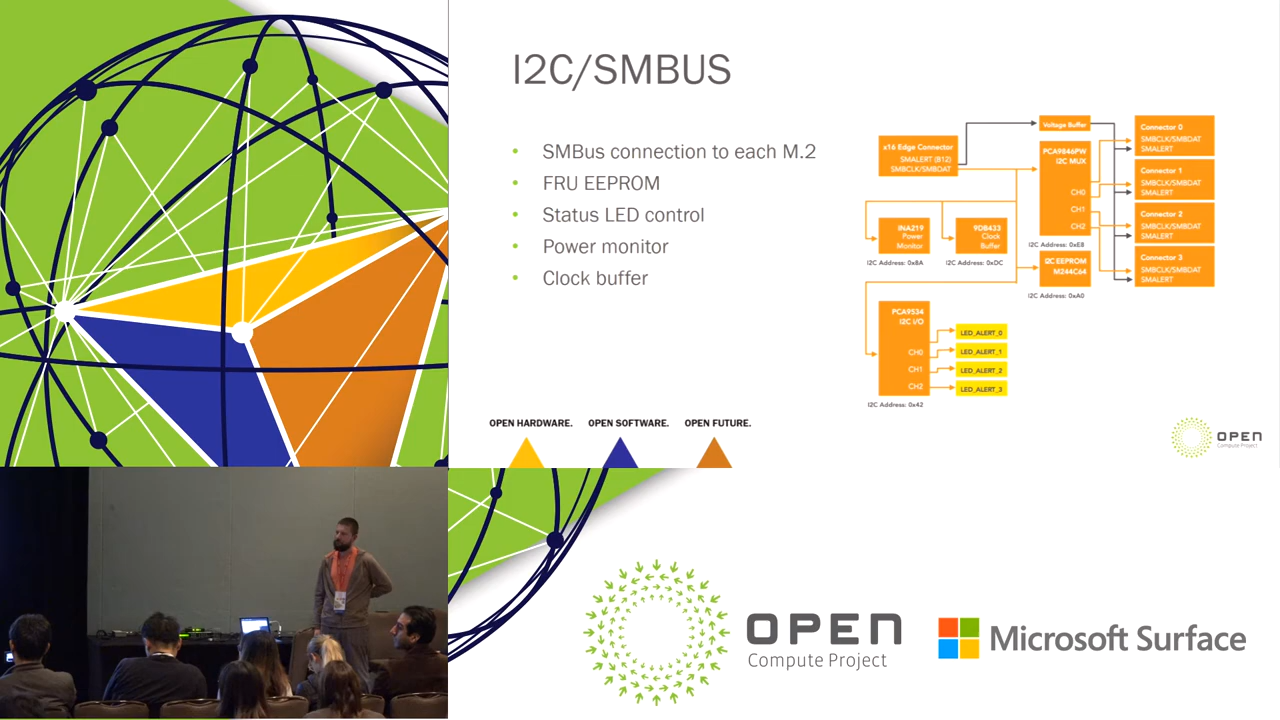 I2C/SMBUS
• SMBus connection to each M.2
• FRU EEPROM
• Status LED control
• Power monitor
• Clock buffer
x16 Edge Connector
SMALERT (B12)
SMBCLK/SMBDAT
Voltage Buffer
PCA9846PW
I2C MUX
CH0
CH1
CH2
I2C Address: 0xE8
Connector 0
SMBCLK/SMBDAT
SMALERT
Connector 1
SMBCLK/SMBDAT
SMALERT
Connector 2
SMBCLK/SMBDAT
SMALERT
Connector 3
SMBCLK/SMBDAT
SMALERT
INA219
Power
Monitor
I2C Address: 0x8A
9DB433
Clock
Buffer
I2C Address: 0xDC
I2C EEPROM
M244C64
I2C Address: 0xA0
PCA9534
I2C I/O
CH0
CH1
CH2
I2C Address: 0x42
LED_ALERT_0
LED_ALERT_1
LED_ALERT_2
LED_ALERT_3
OPEN HARDWARE. OPEN SOFTWARE. OPEN FUTURE.
OPEN
Compute Project
OPEN
Compute Project
Microsoft Surface